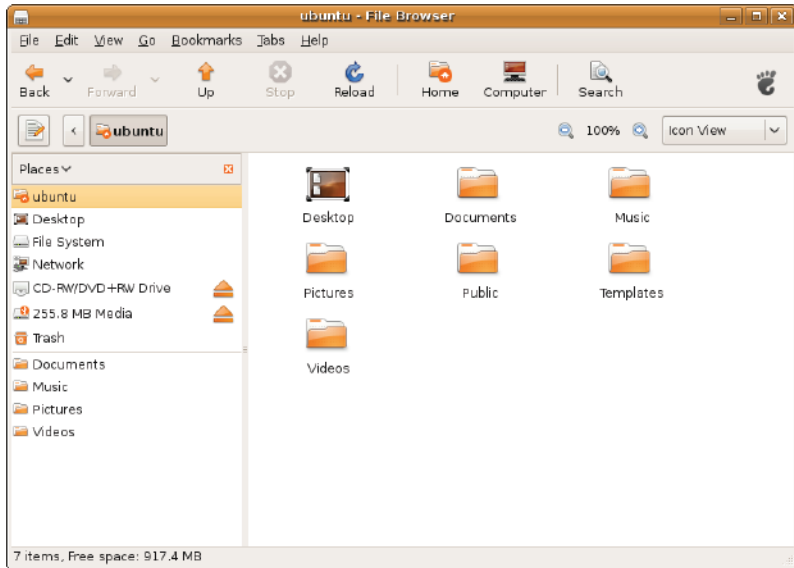 ubuntu - File Browser
File Edit View Go Bookmarks Tabs Help
Back Forward Up Stop Reload Home Computer Search
ubuntu 100% Icon View
Places
ubuntu
Desktop
File System
Network
CD-RW/DVD+RW Drive
255.8 MB Media
Trash
Documents
Music
Pictures
Videos
Desktop Documents Music
Pictures Public Templates
Videos
7 items, Free space: 917.4 MB